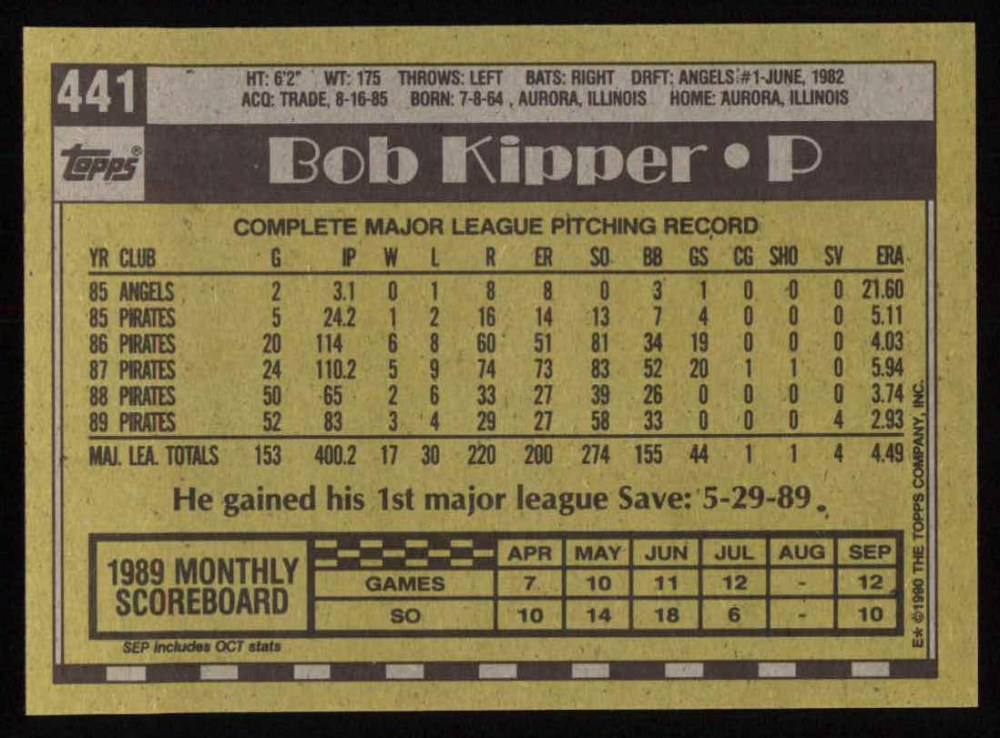 441
HT: 6'2" WT: 175 THROWS: LEFT BATS: RIGHT DRFT: ANGELS #1-JUNE, 1982
ACQ: TRADE, 8-16-85 BORN: 7-8-64, AURORA, ILLINOIS HOME: AURORA, ILLINOIS
topps®
Bob Kipper • P
COMPLETE MAJOR LEAGUE PITCHING RECORD
YR CLUB G IP W L R ER SO BB GS CG SHO SV ERA
85 ANGELS 2 3.1 0 1 8 8 0 3 1 0 0 0 21.60
85 PIRATES 5 24.2 1 2 16 14 13 7 4 0 0 0 5.11
86 PIRATES 20 114 6 8 60 51 81 34 19 0 0 0 4.03
87 PIRATES 24 110.2 5 9 74 73 83 52 20 1 1 0 5.94
88 PIRATES 50 65 2 6 33 27 39 26 0 0 0 0 3.74
89 PIRATES 52 83 3 4 29 27 58 33 0 0 0 4 2.93
MAJ. LEA. TOTALS 153 400.2 17 30 220 200 274 155 44 1 1 4 4.49
He gained his 1st major league Save: 5-29-89.
1989 MONTHLY
SCOREBOARD
APR MAY JUN JUL AUG SEP
GAMES 7 10 11 12 - 12
SO 10 14 18 6 - 10
SEP includes OCT stats
E* ©1990 THE TOPPS COMPANY, INC.